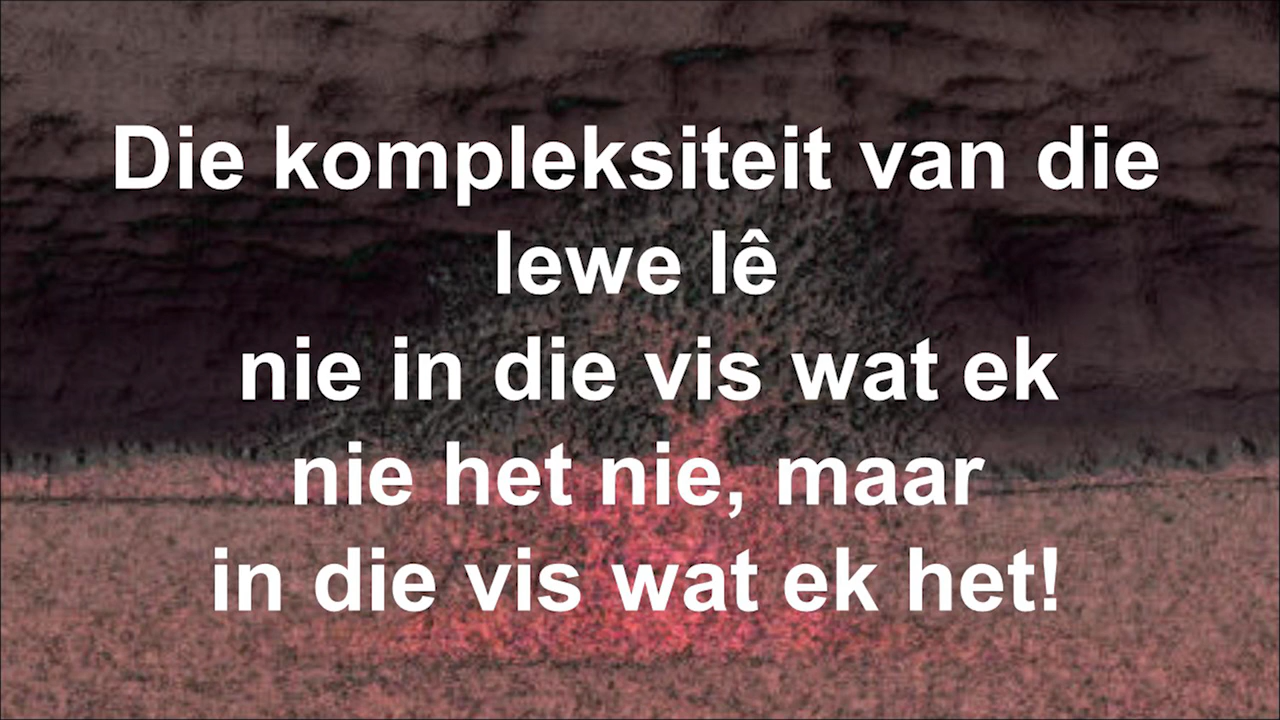 Die kompleksiteit van die
lewe lê
nie in die vis wat ek
nie het nie, maar
in die vis wat ek het!